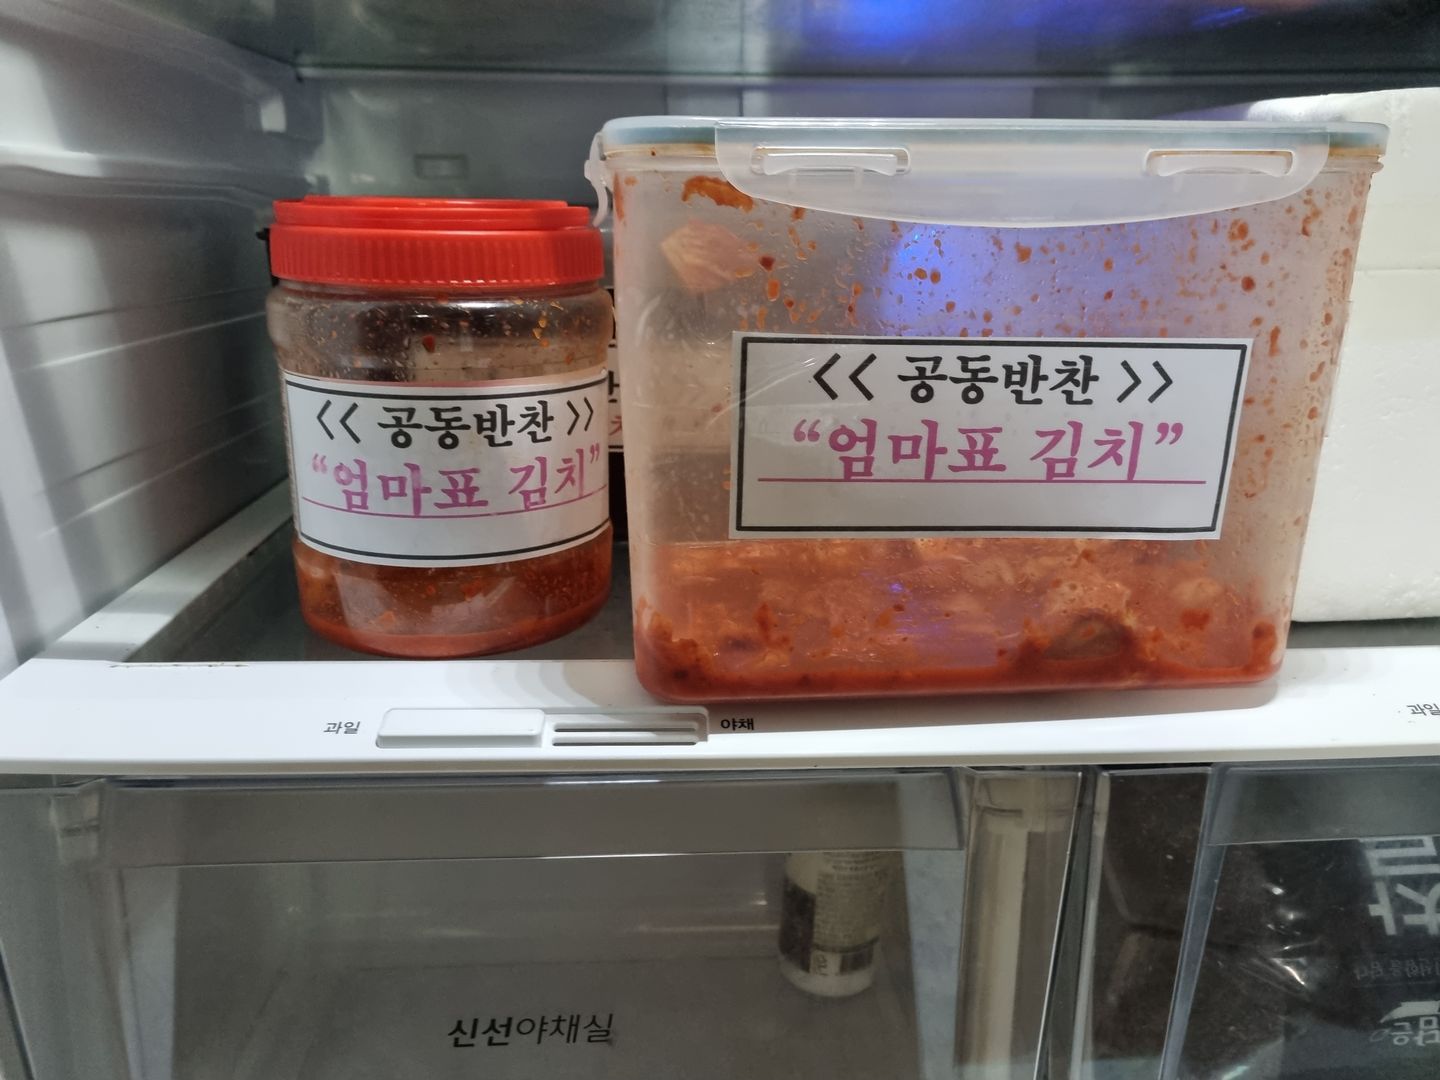 << 공동반찬 >>
“엄마표 김치”
<< 공동반찬 >>
“엄마표 김치”
과일
야채
과일
신선야채실